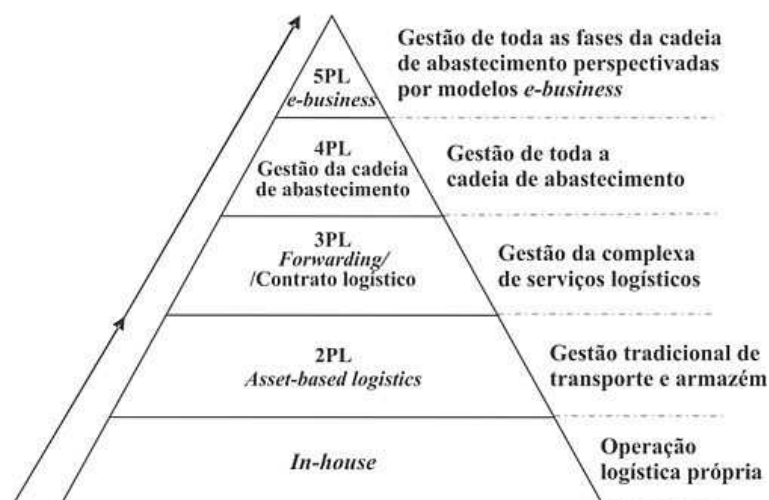 5PL
e-business
Gestão de toda as fases da cadeia
de abastecimento perspectivadas
por modelos e-business
4PL
Gestão da cadeia
de abastecimento
Gestão de toda a
cadeia de abastecimento
3PL
Forwarding/
/Contrato logístico
Gestão da complexa
de serviços logísticos
2PL
Asset-based logistics
Gestão tradicional de
transporte e armazém
In-house
Operação
logística própria